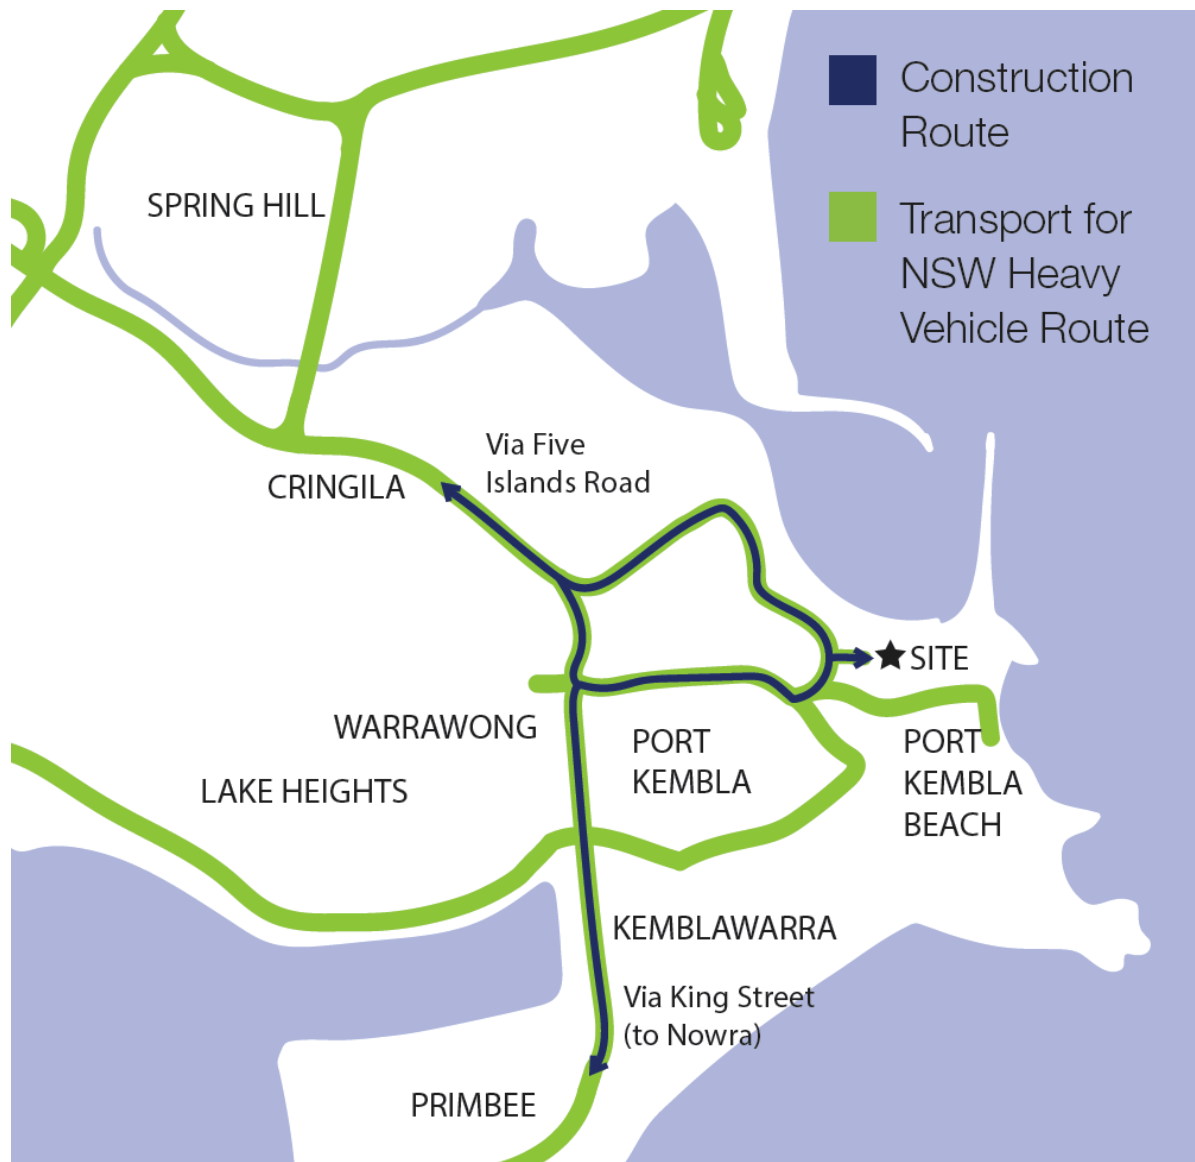 Construction
Route
Transport for
NSW Heavy
Vehicle Route
SPRING HILL
Via Five
Islands Road
CRINGILA
SITE
WARRAWONG
PORT
KEMBLA
PORT
KEMBLA
BEACH
LAKE HEIGHTS
KEMBLAWARRA
Via King Street
(to Nowra)
PRIMBEE